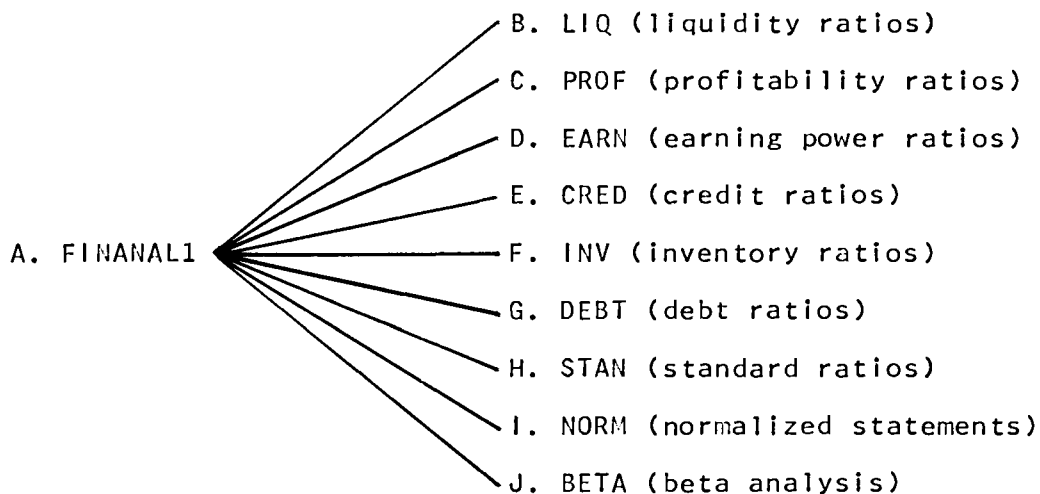 B. LIQ (liquidity ratios)
C. PROF (profitability ratios)
D. EARN (earning power ratios)
E. CRED (credit ratios)
A. FINANAL1
F. INV (inventory ratios)
G. DEBT (debt ratios)
H. STAN (standard ratios)
I. NORM (normalized statements)
J. BETA (beta analysis)